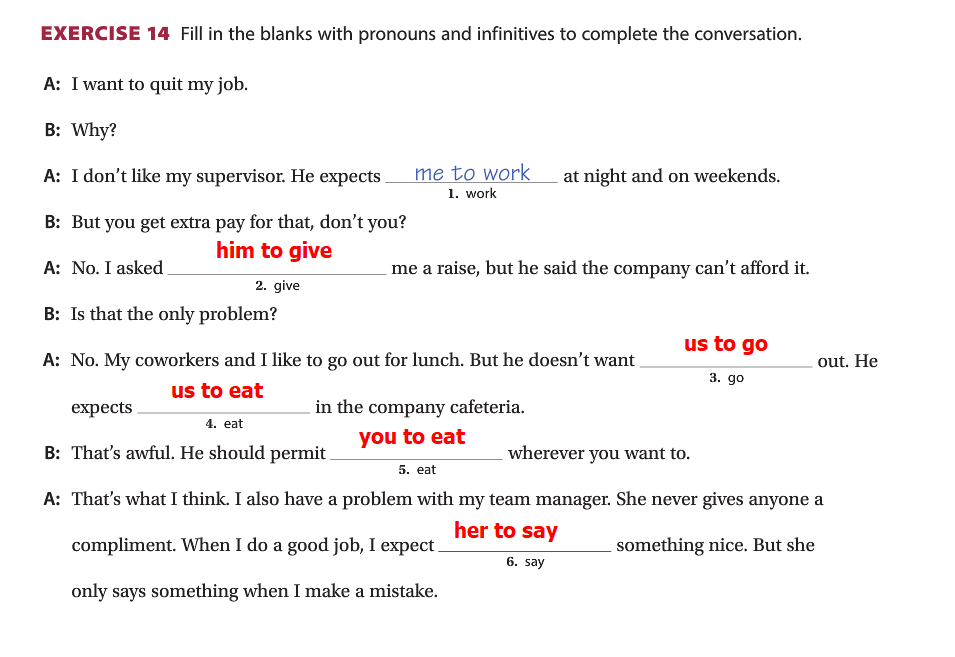 EXERCISE 14 Fill in the blanks with pronouns and infinitives to complete the conversation.
A: I want to quit my job.
B: Why?
A: I don't like my supervisor. He expects me to work at night and on weekends.
1. work
B: But you get extra pay for that, don't you?
A: No. I asked him to give me a raise, but he said the company can't afford it.
2. give
B: Is that the only problem?
A: No. My coworkers and I like to go out for lunch. But he doesn't want us to go out. He
3. go
expects us to eat in the company cafeteria.
4. eat
B: That's awful. He should permit you to eat wherever you want to.
5. eat
A: That's what I think. I also have a problem with my team manager. She never gives anyone a
compliment. When I do a good job, I expect her to say something nice. But she
6. say
only says something when I make a mistake.